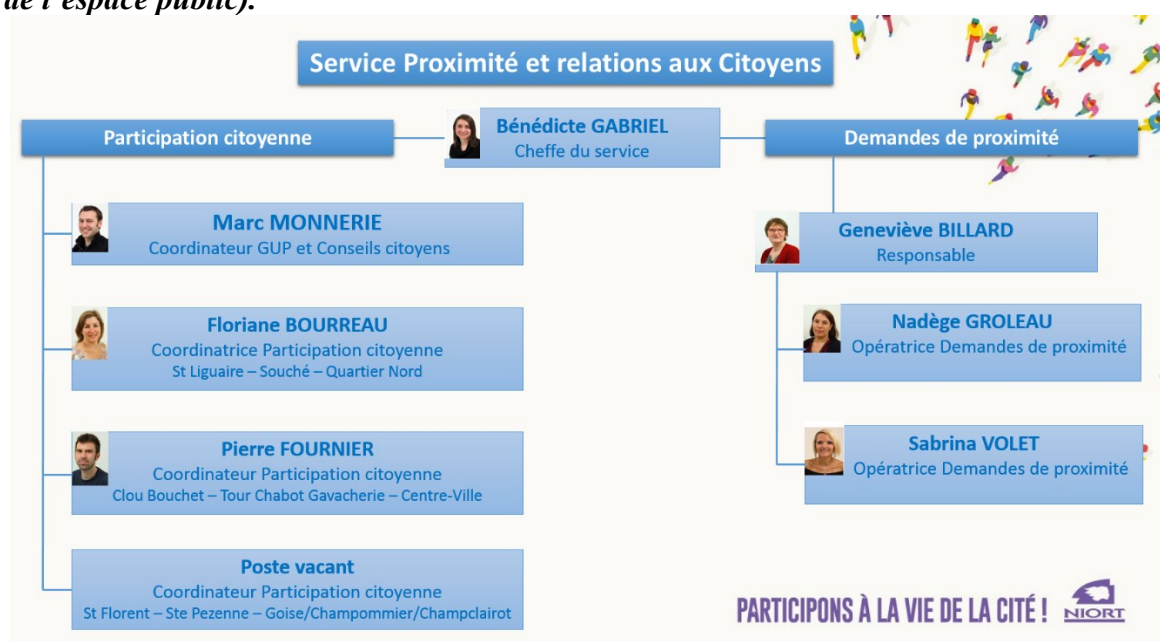 de l'espace public).
Service Proximité et relations aux Citoyens
Participation citoyenne
Bénédicte GABRIEL
Cheffe du service
Demandes de proximité
Marc MONNERIE
Coordinateur GUP et Conseils citoyens
Floriane BOURREAU
Coordinatrice Participation citoyenne
St Liguaire – Souché – Quartier Nord
Pierre FOURNIER
Coordinateur Participation citoyenne
Clou Bouchet – Tour Chabot Gavacherie – Centre-Ville
Poste vacant
Coordinateur Participation citoyenne
St Florent – Ste Pezenne – Goise/Champommier/Champclairot
Geneviève BILLARD
Responsable
Nadège GROLEAU
Opératrice Demandes de proximité
Sabrina VOLET
Opératrice Demandes de proximité
PARTICIPONS À LA VIE DE LA CITÉ !
NIORT